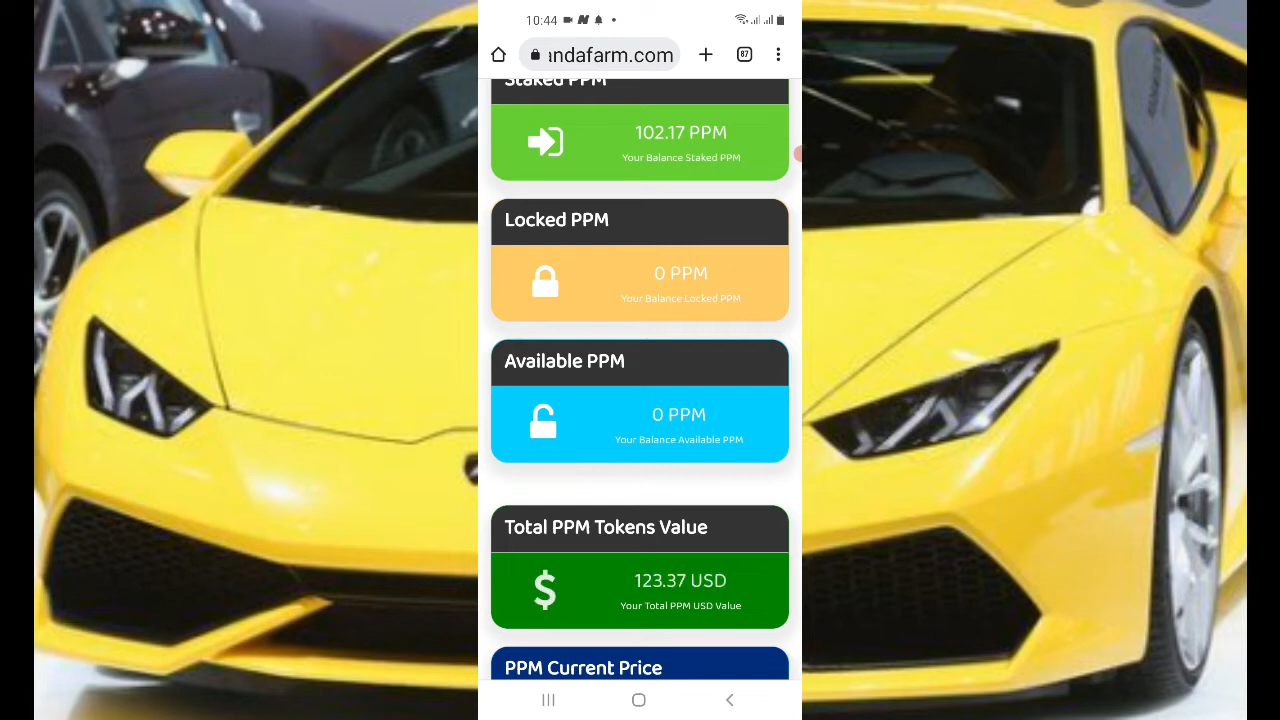 10:44
ndafarm.com
87
Staked PPM
102.17 PPM
Your Balance Staked PPM
Locked PPM
0 PPM
Your Balance Locked PPM
Available PPM
0 PPM
Your Balance Available PPM
Total PPM Tokens Value
$
123.37 USD
Your Total PPM USD Value
PPM Current Price